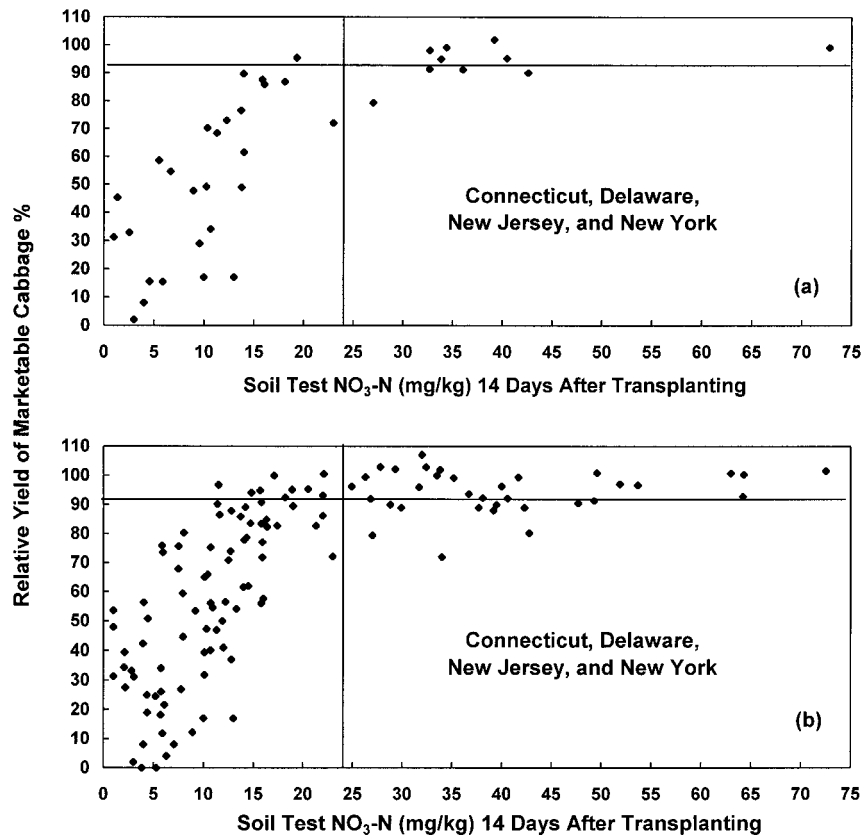 Relative Yield of Marketable Cabbage %
110
100
90
80
70
60
50
40
30
20
10
0
Connecticut, Delaware,
New Jersey, and New York
(a)
0 5 10 15 20 25 30 35 40 45 50 55 60 65 70 75
Soil Test NO₃-N (mg/kg) 14 Days After Transplanting
110
100
90
80
70
60
50
40
30
20
10
0
Connecticut, Delaware,
New Jersey, and New York
(b)
0 5 10 15 20 25 30 35 40 45 50 55 60 65 70 75
Soil Test NO₃-N (mg/kg) 14 Days After Transplanting